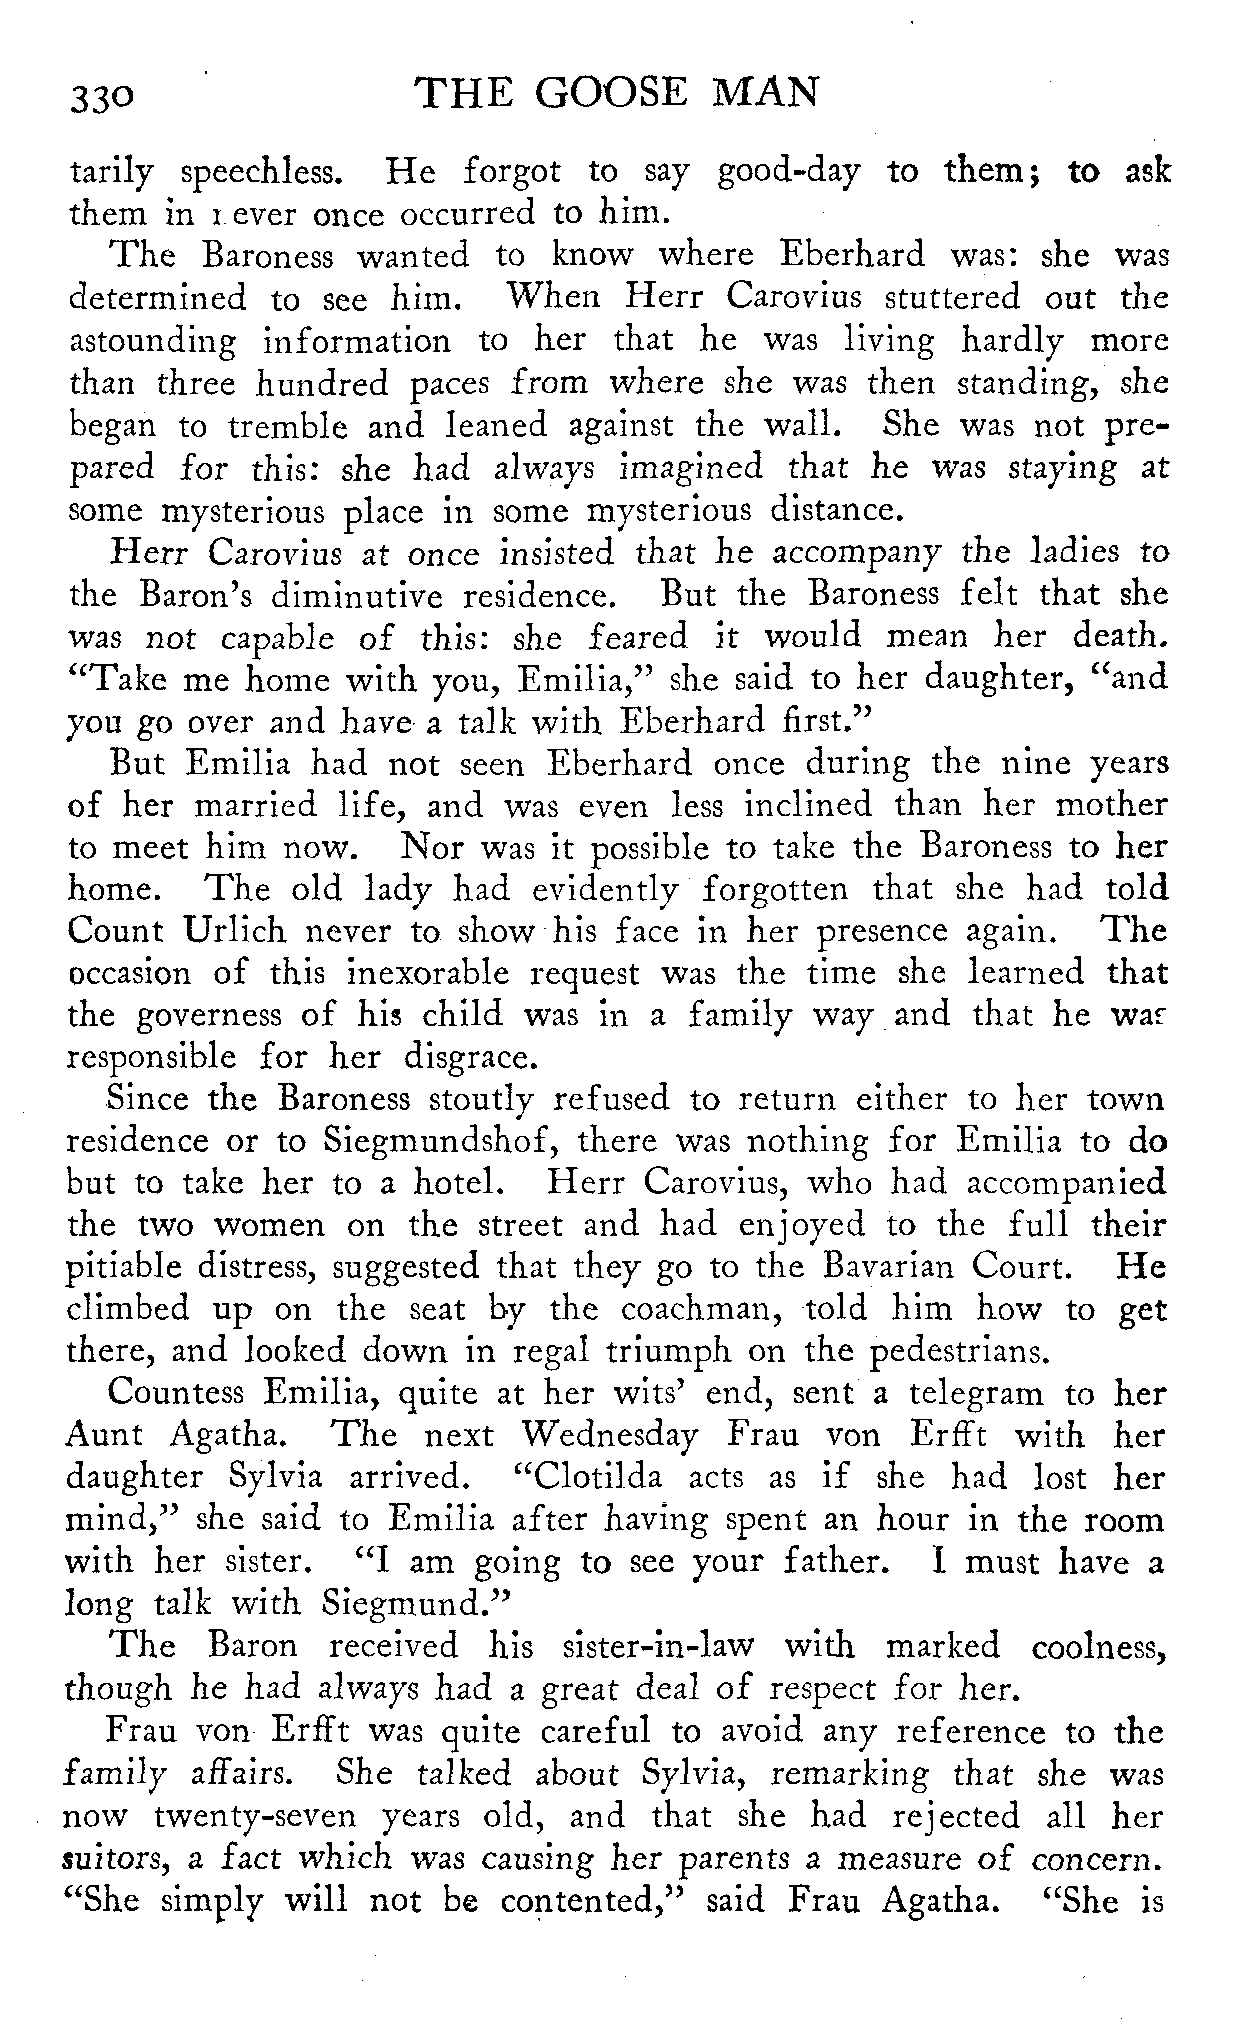 330 THE GOOSE MAN
tarily speechless. He forgot to say good-day to them; to ask
them in never once occurred to him.
The Baroness wanted to know where Eberhard was: she was
determined to see him. When Herr Carovius stuttered out the
astounding information to her that he was living hardly more
than three hundred paces from where she was then standing, she
began to tremble and leaned against the wall. She was not pre-
pared for this: she had always imagined that he was staying at
some mysterious place in some mysterious distance.
Herr Carovius at once insisted that he accompany the ladies to
the Baron's diminutive residence. But the Baroness felt that she
was not capable of this: she feared it would mean her death.
"Take me home with you, Emilia," she said to her daughter, "and
you go over and have a talk with Eberhard first."
But Emilia had not seen Eberhard once during the nine years
of her married life, and was even less inclined than her mother
to meet him now. Nor was it possible to take the Baroness to her
home. The old lady had evidently forgotten that she had told
Count Urlich never to show his face in her presence again. The
occasion of this inexorable request was the time she learned that
the governess of his child was in a family way and that he was
responsible for her disgrace.
Since the Baroness stoutly refused to return either to her town
residence or to Siegmundshof, there was nothing for Emilia to do
but to take her to a hotel. Herr Carovius, who had accompanied
the two women on the street and had enjoyed to the full their
pitiable distress, suggested that they go to the Bavarian Court. He
climbed up on the seat by the coachman, told him how to get
there, and looked down in regal triumph on the pedestrians.
Countess Emilia, quite at her wits' end, sent a telegram to her
Aunt Agatha. The next Wednesday Frau von Erfft with her
daughter Sylvia arrived. "Clotilda acts as if she had lost her
mind," she said to Emilia after having spent an hour in the room
with her sister. "I am going to see your father. I must have a
long talk with Siegmund."
The Baron received his sister-in-law with marked coolness,
though he had always had a great deal of respect for her.
Frau von Erfft was quite careful to avoid any reference to the
family affairs. She talked about Sylvia, remarking that she was
now twenty-seven years old, and that she had rejected all her
suitors, a fact which was causing her parents a measure of concern.
"She simply will not be contented," said Frau Agatha. "She is